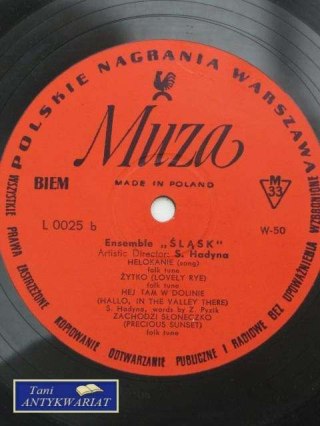 POLSKIE NAGRANIA WARSZAWA
Muza
BIEM
MADE IN POLAND
M
33
L 0025 b
W-50
Ensemble „ŚLĄSK"
Artistic Director: S. Hadyna
HELOKANIE (song)
folk tune
ŻYTKO (LOVELY RYE)
folk tune
HEJ TAM W DOLINIE
(HALLO, IN THE VALLEY THERE)
S. Hadyna, words by Z. Pyzik
ZACHODZI SŁONECZKO
(PRECIOUS SUNSET)
folk tune
WSZYSTKIE PRAWA ZASTRZEŻONE KOPIOWANIE ODTWARZANIE PUBLICZNE I RADIOWE BEZ UPOWAŻNIENIA WZBRONIONE
Tani
ANTYKWARIAT